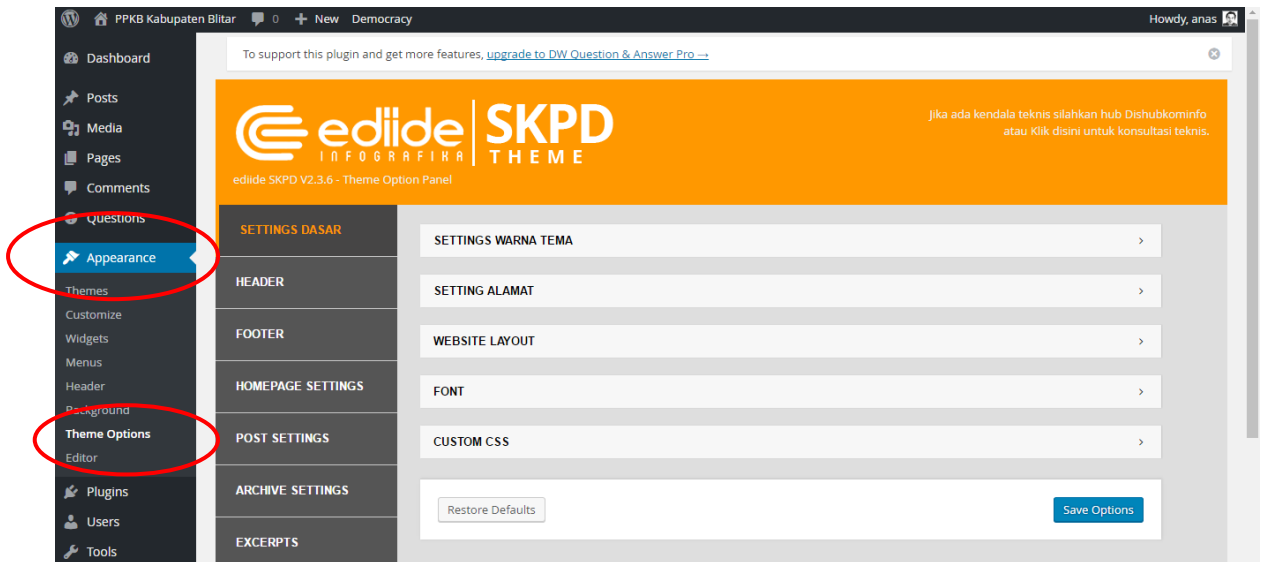 PPKB Kabupaten Blitar 0 New Democracy Howdy, anas
Dashboard
Posts
Media
Pages
Comments
Questions
Appearance
Themes
Customize
Widgets
Menus
Header
Background
Theme Options
Editor
Plugins
Users
Tools
To support this plugin and get more features, upgrade to DW Question & Answer Pro →
ediide
INFOGRAFIKA
SKPD
THEME
ediide SKPD V2.3.6 - Theme Option Panel
Jika ada kendala teknis silahkan hub Dishubkominfo
atau Klik disini untuk konsultasi teknis.
SETTINGS DASAR
HEADER
FOOTER
HOMEPAGE SETTINGS
POST SETTINGS
ARCHIVE SETTINGS
EXCERPTS
SETTINGS WARNA TEMA
SETTING ALAMAT
WEBSITE LAYOUT
FONT
CUSTOM CSS
Restore Defaults
Save Options